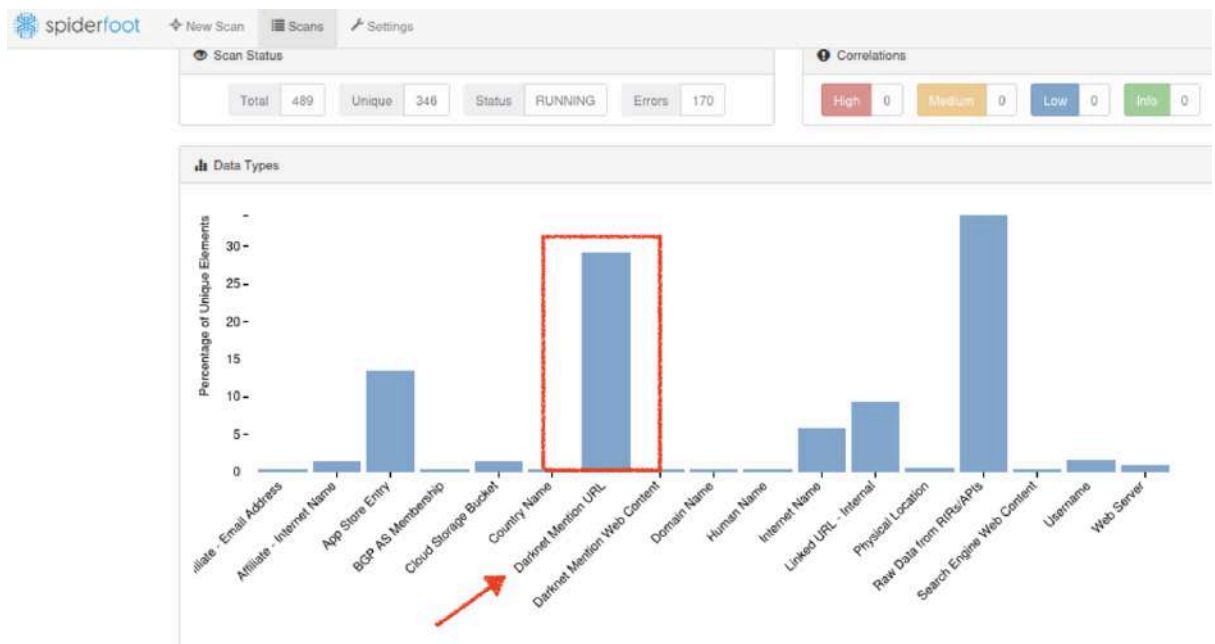 spiderfoot New Scan Scans Settings
Scan Status
Total 489 Unique 346 Status RUNNING Errors 170
Correlations
High 0 Medium 0 Low 0 Info 0
Data Types
Percentage of Unique Elements
30
25
20
15
10
5
0
iliate - Email Address
Affiliate - Internet Name
App Store Entry
BGP AS Membership
Cloud Storage Bucket
Country Name
Darknet Mention URL
Darknet Mention Web Content
Domain Name
Human Name
Internet Name
Linked URL - Internal
Physical Location
Raw Data from RIRs/APIs
Search Engine Web Content
Username
Web Server